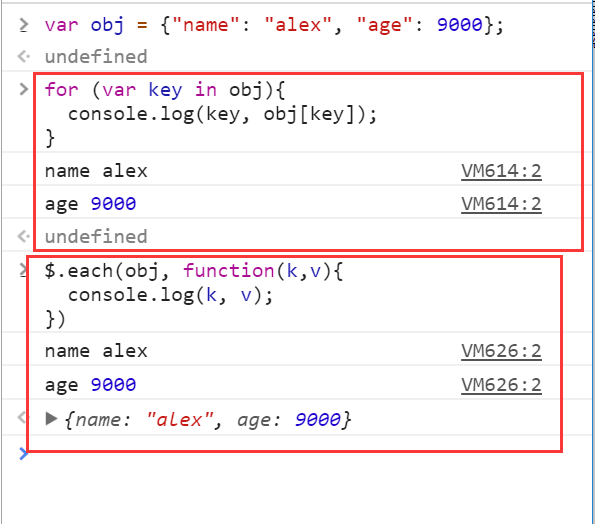 var obj = {"name": "alex", "age": 9000};
undefined
for (var key in obj){
  console.log(key, obj[key]);
}
name alex VM614:2
age 9000 VM614:2
undefined
$.each(obj, function(k,v){
  console.log(k, v);
})
name alex VM626:2
age 9000 VM626:2
{name: "alex", age: 9000}